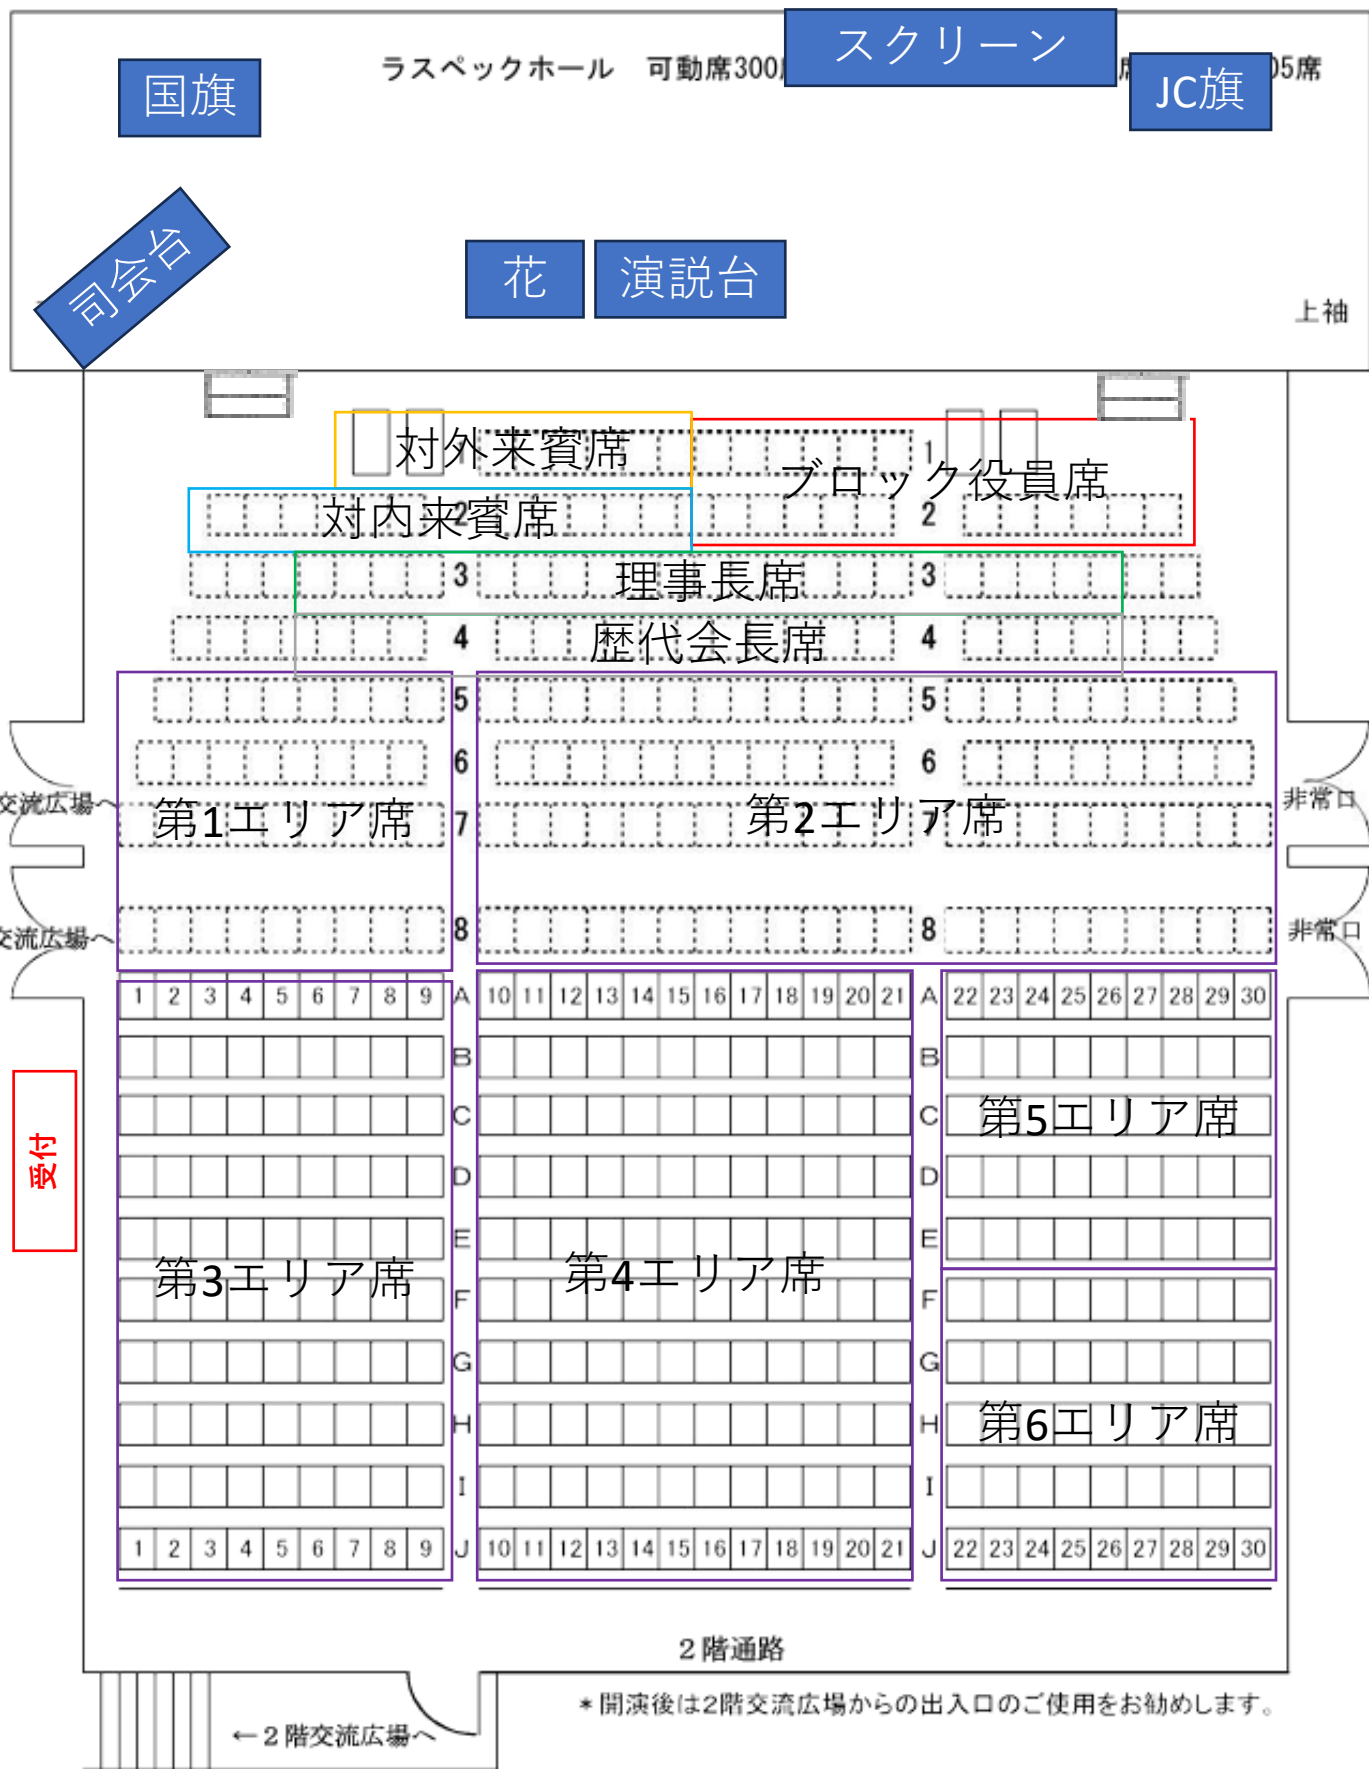 スクリーン
ラスペックホール 可動席300
05席
国旗
JC旗
司会台
花
演説台
上袖
対外来賓席
1
ブロック役員席
対内来賓席
2
2
3
理事長席
3
4
歴代会長席
4
5
5
6
6
交流広場へ
非常口
第1エリア席
7
第2エリア席
7
交流広場へ
8
8
非常口
1 2 3 4 5 6 7 8 9 A 10 11 12 13 14 15 16 17 18 19 20 21 A 22 23 24 25 26 27 28 29 30
B
B
C
C
第5エリア席
受付
D
D
E
E
第3エリア席
第4エリア席
F
F
G
G
H
H
第6エリア席
I
I
1 2 3 4 5 6 7 8 9 J 10 11 12 13 14 15 16 17 18 19 20 21 J 22 23 24 25 26 27 28 29 30
2階通路
*開演後は2階交流広場からの出入口のご使用をお勧めします。
←2階交流広場へ